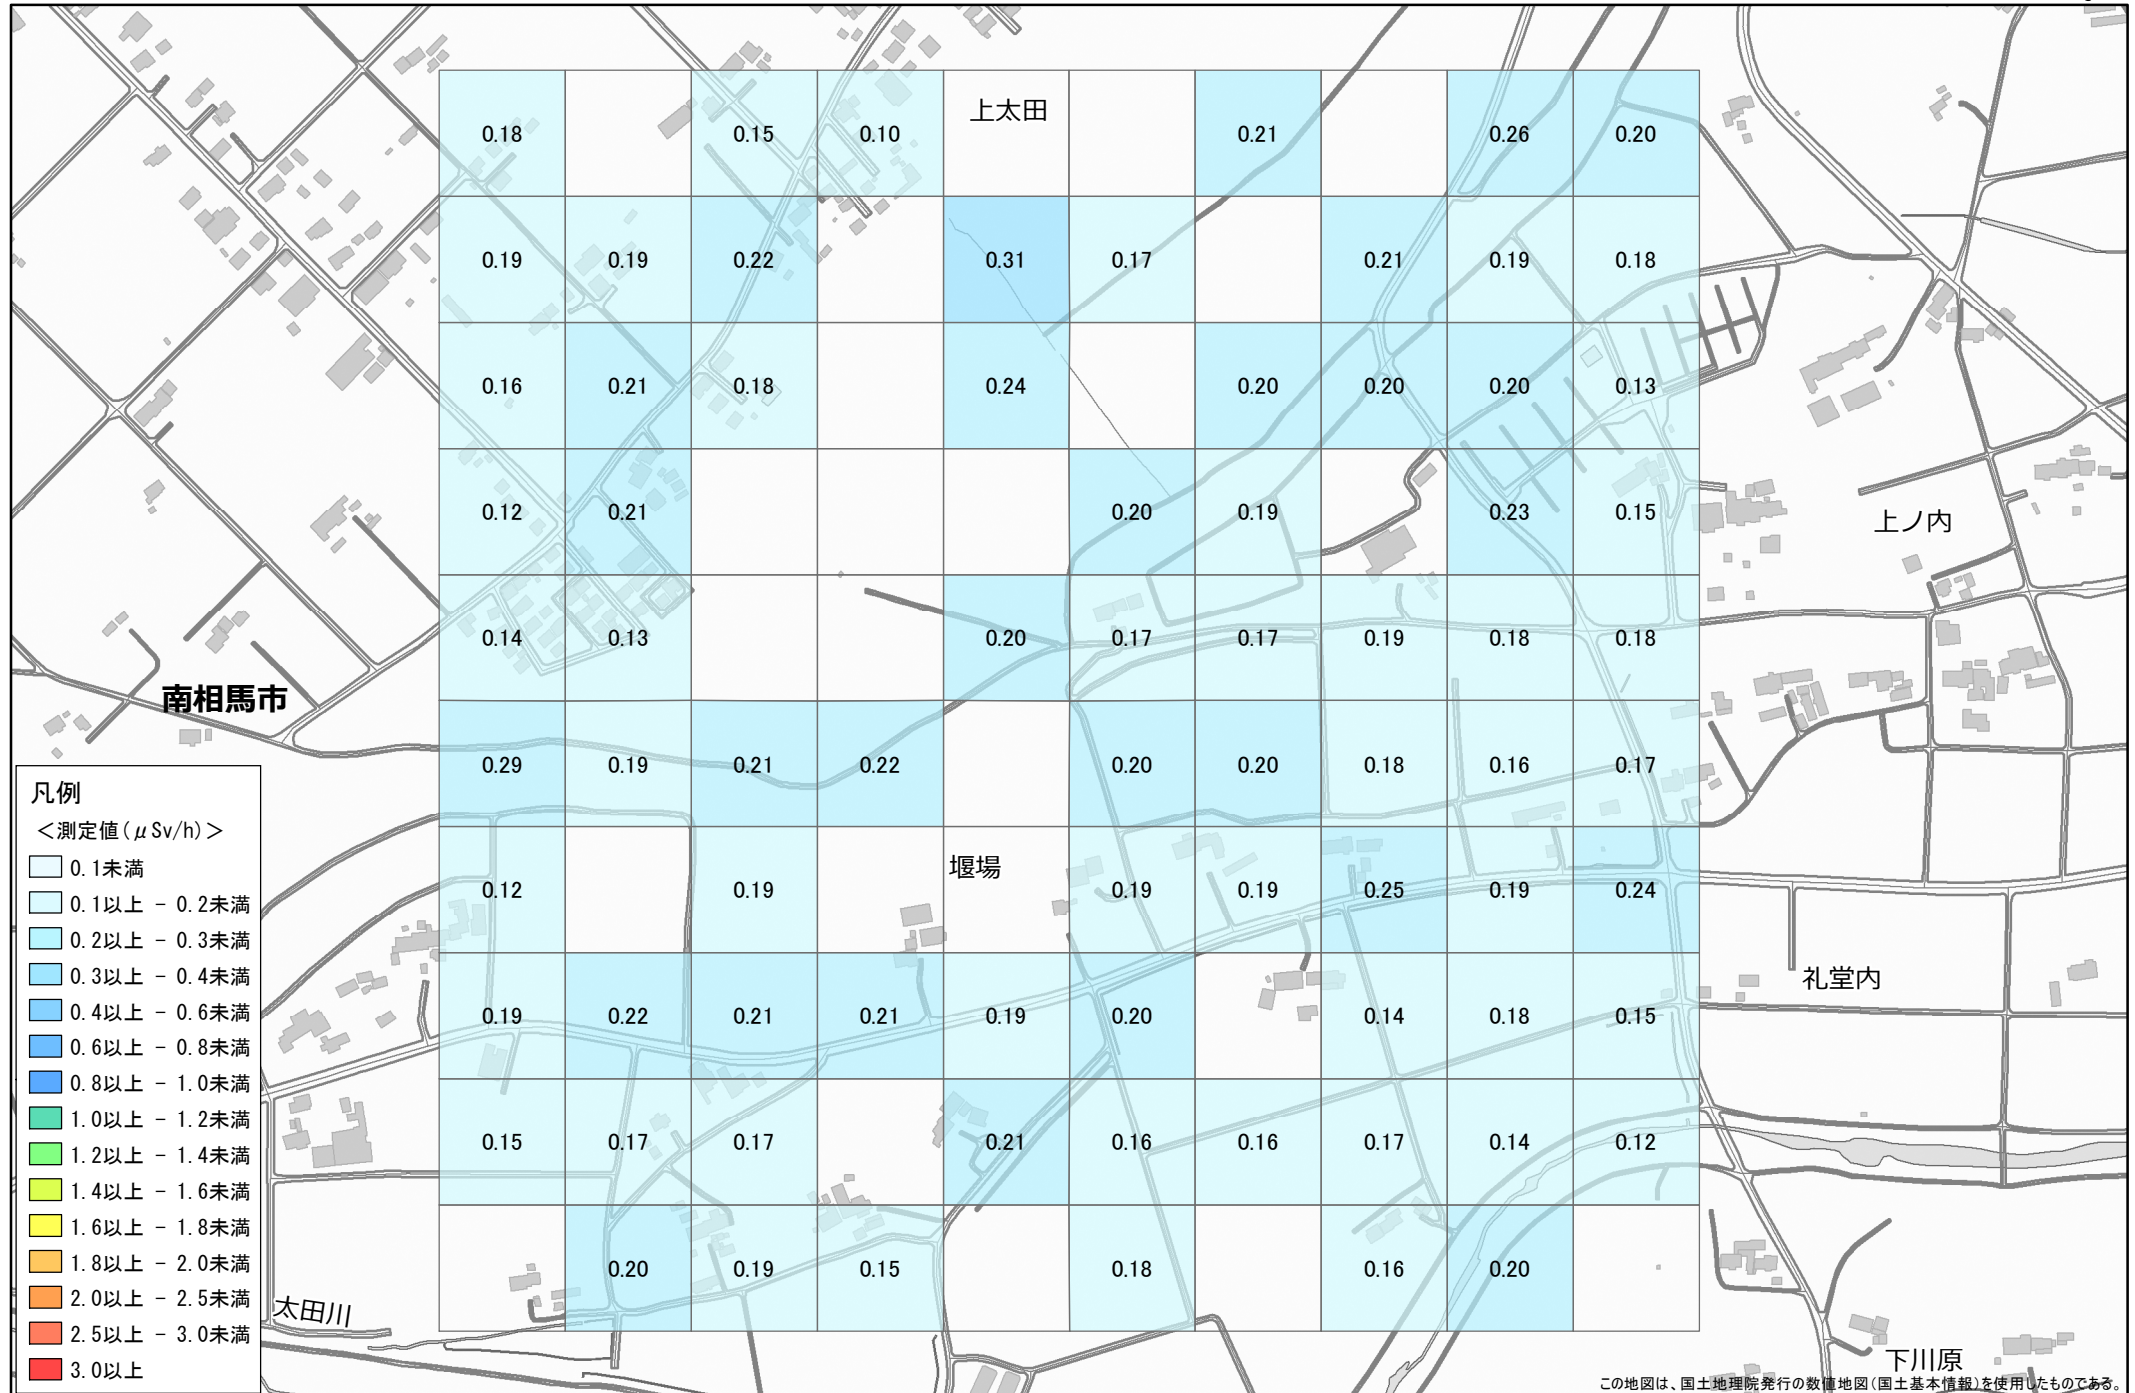 上太田
0.18 0.15 0.10 0.21 0.26 0.20
0.19 0.19 0.22 0.31 0.17 0.21 0.19 0.18
0.16 0.21 0.18 0.24 0.20 0.20 0.20 0.13
0.12 0.21 0.20 0.19 0.23 0.15
上ノ内
0.14 0.13 0.20 0.17 0.17 0.19 0.18 0.18
南相馬市
0.29 0.19 0.21 0.22 0.20 0.20 0.18 0.16 0.17
堰場
0.12 0.19 0.19 0.19 0.25 0.19 0.24
礼堂内
0.19 0.22 0.21 0.21 0.19 0.20 0.14 0.18 0.15
0.15 0.17 0.17 0.21 0.16 0.16 0.17 0.14 0.12
0.20 0.19 0.15 0.18 0.16 0.20
太田川
下川原
凡例
<測定値(μSv/h)>
0.1未満
0.1以上 - 0.2未満
0.2以上 - 0.3未満
0.3以上 - 0.4未満
0.4以上 - 0.6未満
0.6以上 - 0.8未満
0.8以上 - 1.0未満
1.0以上 - 1.2未満
1.2以上 - 1.4未満
1.4以上 - 1.6未満
1.6以上 - 1.8未満
1.8以上 - 2.0未満
2.0以上 - 2.5未満
2.5以上 - 3.0未満
3.0以上
この地図は、国土地理院発行の数値地図(国土基本情報)を使用したものである。